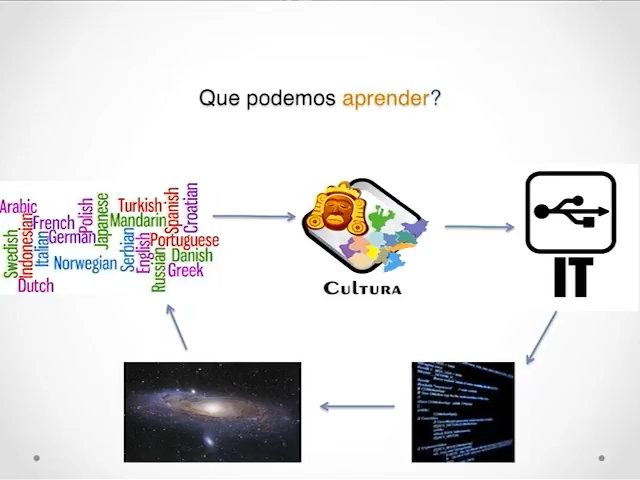 Que podemos aprender?
Arabic
French
Polish
Japanese
Turkish
Mandarin
Spanish
Croatian
Swedish
Indonesian
Italian
German
Norwegian
Serbian
English
Portuguese
Russian
Danish
Greek
Dutch
Cultura
IT